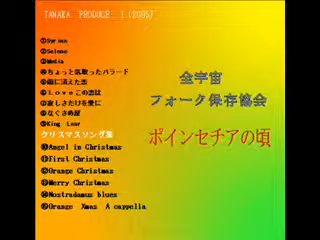 TANAKA PRODUCE 1.(2005)
①Syrinx
②Selene
③Media
④ちょっと気取ったバラード
⑤雨に消えた恋
⑥Loveこの恋は
⑦寂しさだけを愛に
⑧なぐさめ屋
⑨King Lear
クリスマスソング集
⑩Angel in Christmas
⑪First Christmas
⑫Orange Christmas
⑬Merry Christmas
⑭Nostradamus blues
⑮Orange Xmas A capella
全宇宙
フォーク保存協会
ポインセチアの頃